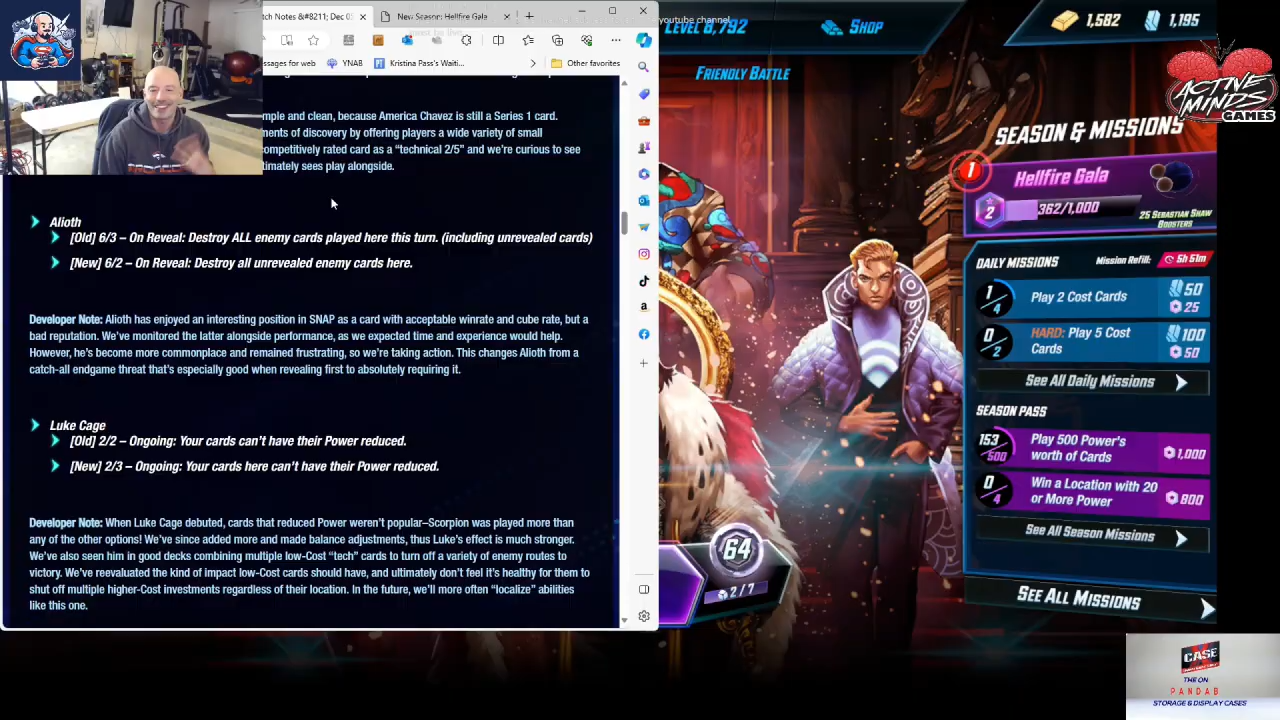 tch Notes &#8211; Dec 0
New Season: Hellfire Gala
youtube channel
ssages for web
YNAB
Kristina Pass's Waiti...
Other favorites
mple and clean, because America Chavez is still a Series 1 card.
ments of discovery by offering players a wide variety of small
competitively rated card as a “technical 2/5” and we're curious to see
timately sees play alongside.
Alioth
[Old] 6/3 – On Reveal: Destroy ALL enemy cards played here this turn. (including unrevealed cards)
[New] 6/2 – On Reveal: Destroy all unrevealed enemy cards here.
Developer Note: Alioth has enjoyed an interesting position in SNAP as a card with acceptable winrate and cube rate, but a
bad reputation. We've monitored the latter alongside performance, as we expected time and experience would help.
However, he's become more commonplace and remained frustrating, so we're taking action. This changes Alioth from a
catch-all endgame threat that's especially good when revealing first to absolutely requiring it.
Luke Cage
[Old] 2/2 – Ongoing: Your cards can't have their Power reduced.
[New] 2/3 – Ongoing: Your cards here can't have their Power reduced.
Developer Note: When Luke Cage debuted, cards that reduced Power weren't popular–Scorpion was played more than
any of the other options! We've since added more and made balance adjustments, thus Luke's effect is much stronger.
We've also seen him in good decks combining multiple low-Cost “tech” cards to turn off a variety of enemy routes to
victory. We've reevaluated the kind of impact low-Cost cards should have, and ultimately don't feel it's healthy for them to
shut off multiple higher-Cost investments regardless of their location. In the future, we'll more often “localize” abilities
like this one.
LEVEL 8,792
SHOP
1,582
1,195
FRIENDLY BATTLE
ACTIVE
MINDS
GAMES
SEASON & MISSIONS
1
Hellfire Gala
2
362/1,000
25 SEBASTIAN SHAW
BOOSTERS
DAILY MISSIONS
Mission Refill:
5h 51m
1/4
Play 2 Cost Cards
50
25
0/2
HARD: Play 5 Cost
Cards
100
50
See All Daily Missions
SEASON PASS
153/500
Play 500 Power's
worth of Cards
1,000
0/4
Win a Location with 20
or More Power
800
See All Season Missions
SEE ALL MISSIONS
64
2/7
CASE
THE ON
PANDAB
STORAGE & DISPLAY CASES